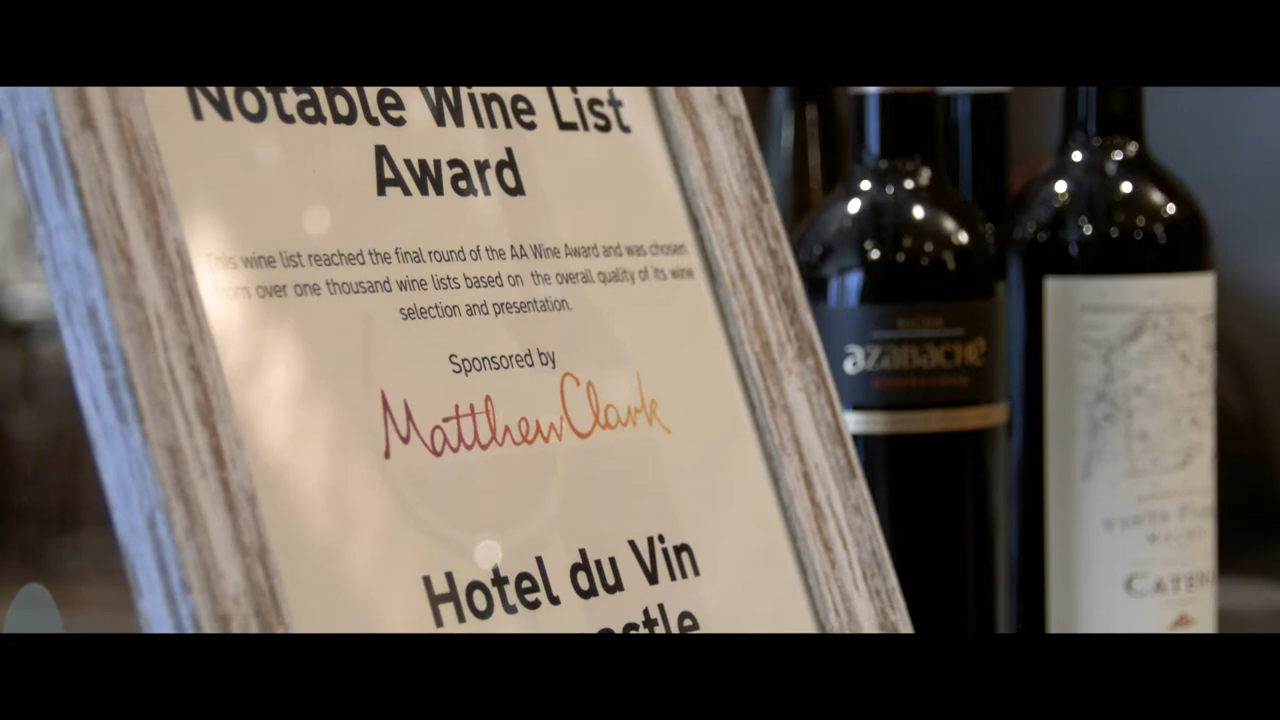 Notable Wine List
Award
This wine list reached the final round of the AA Wine Award and was chosen
from over one thousand wine lists based on the overall quality of its wine
selection and presentation.
Sponsored by
Matthew Clark
Hotel du Vin
azabache
CATENA